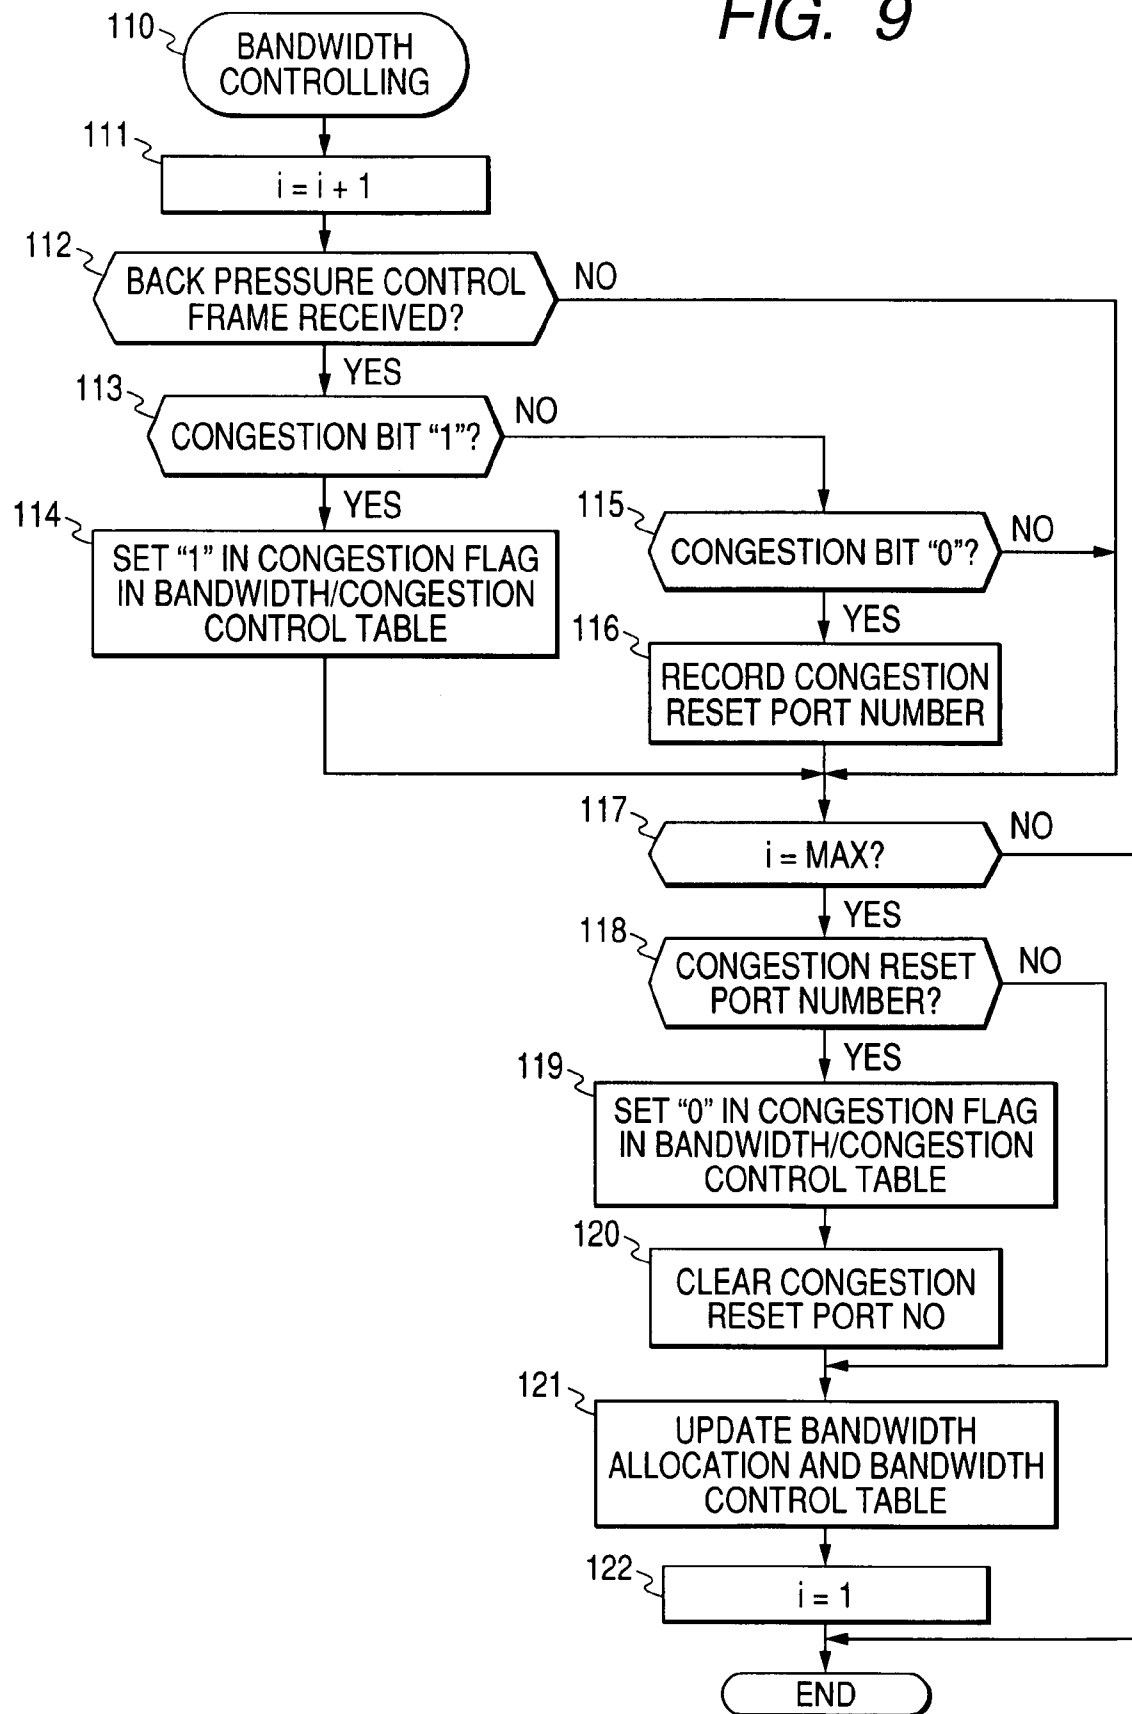 FIG. 9
110
BANDWIDTH
CONTROLLING
111
i = i + 1
112
BACK PRESSURE CONTROL
FRAME RECEIVED?
NO
YES
113
CONGESTION BIT “1”?
NO
YES
114
SET “1” IN CONGESTION FLAG
IN BANDWIDTH/CONGESTION
CONTROL TABLE
115
CONGESTION BIT “0”?
NO
YES
116
RECORD CONGESTION
RESET PORT NUMBER
117
i = MAX?
NO
YES
118
CONGESTION RESET
PORT NUMBER?
NO
YES
119
SET “0” IN CONGESTION FLAG
IN BANDWIDTH/CONGESTION
CONTROL TABLE
120
CLEAR CONGESTION
RESET PORT NO
121
UPDATE BANDWIDTH
ALLOCATION AND BANDWIDTH
CONTROL TABLE
122
i = 1
END